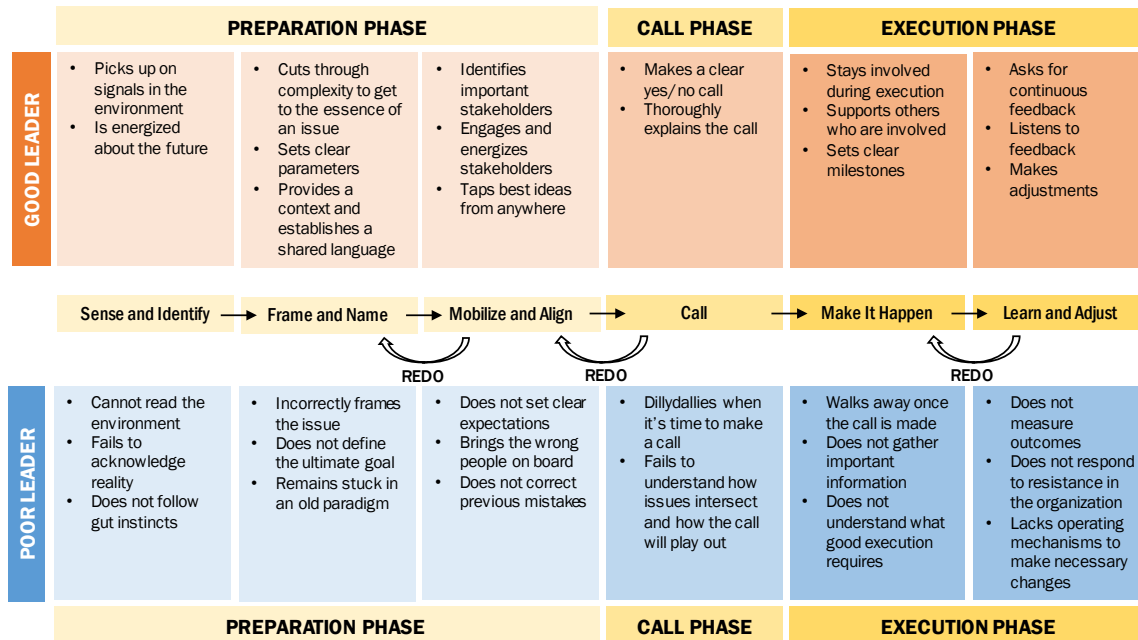 PREPARATION PHASE
CALL PHASE
EXECUTION PHASE
GOOD LEADER
• Picks up on
signals in the
environment
• Is energized
about the future
• Cuts through
complexity to get
to the essence of
an issue
• Sets clear
parameters
• Provides a
context and
establishes a
shared language
• Identifies
important
stakeholders
• Engages and
energizes
stakeholders
• Taps best ideas
from anywhere
• Makes a clear
yes/no call
• Thoroughly
explains the call
• Stays involved
during execution
• Supports others
who are involved
• Sets clear
milestones
• Asks for
continuous
feedback
• Listens to
feedback
• Makes
adjustments
Sense and Identify
Frame and Name
Mobilize and Align
Call
Make It Happen
Learn and Adjust
REDO
REDO
REDO
POOR LEADER
• Cannot read the
environment
• Fails to
acknowledge
reality
• Does not follow
gut instincts
• Incorrectly frames
the issue
• Does not define
the ultimate goal
• Remains stuck in
an old paradigm
• Does not set clear
expectations
• Brings the wrong
people on board
• Does not correct
previous mistakes
• Dillydallies when
it's time to make
a call
• Fails to
understand how
issues intersect
and how the call
will play out
• Walks away once
the call is made
• Does not gather
important
information
• Does not
understand what
good execution
requires
• Does not
measure
outcomes
• Does not respond
to resistance in
the organization
• Lacks operating
mechanisms to
make necessary
changes
PREPARATION PHASE
CALL PHASE
EXECUTION PHASE